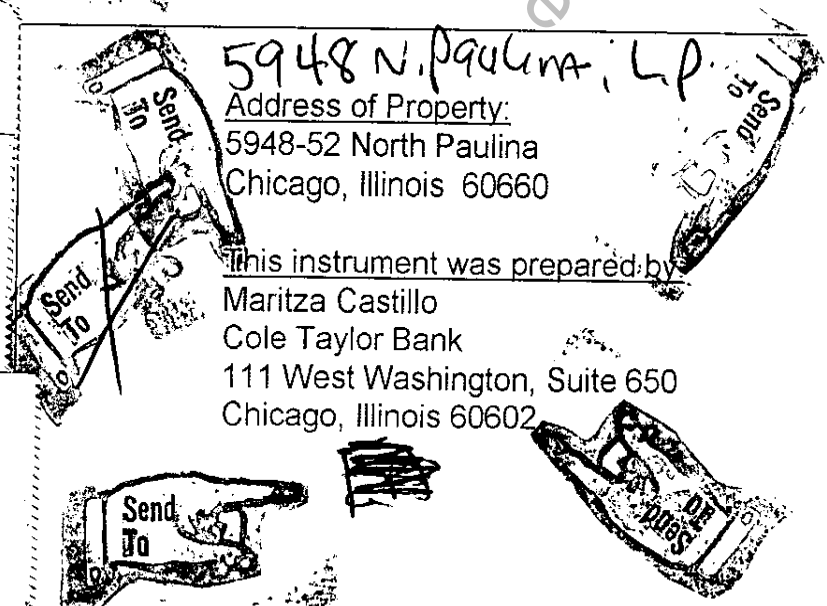 5948 N. Paulina, L.P.
Address of Property:
5948-52 North Paulina
Chicago, Illinois 60660
Send
To
Send
To
Send
To
This instrument was prepared by
Maritza Castillo
Cole Taylor Bank
111 West Washington, Suite 650
Chicago, Illinois 60602
Send
To
Send
To